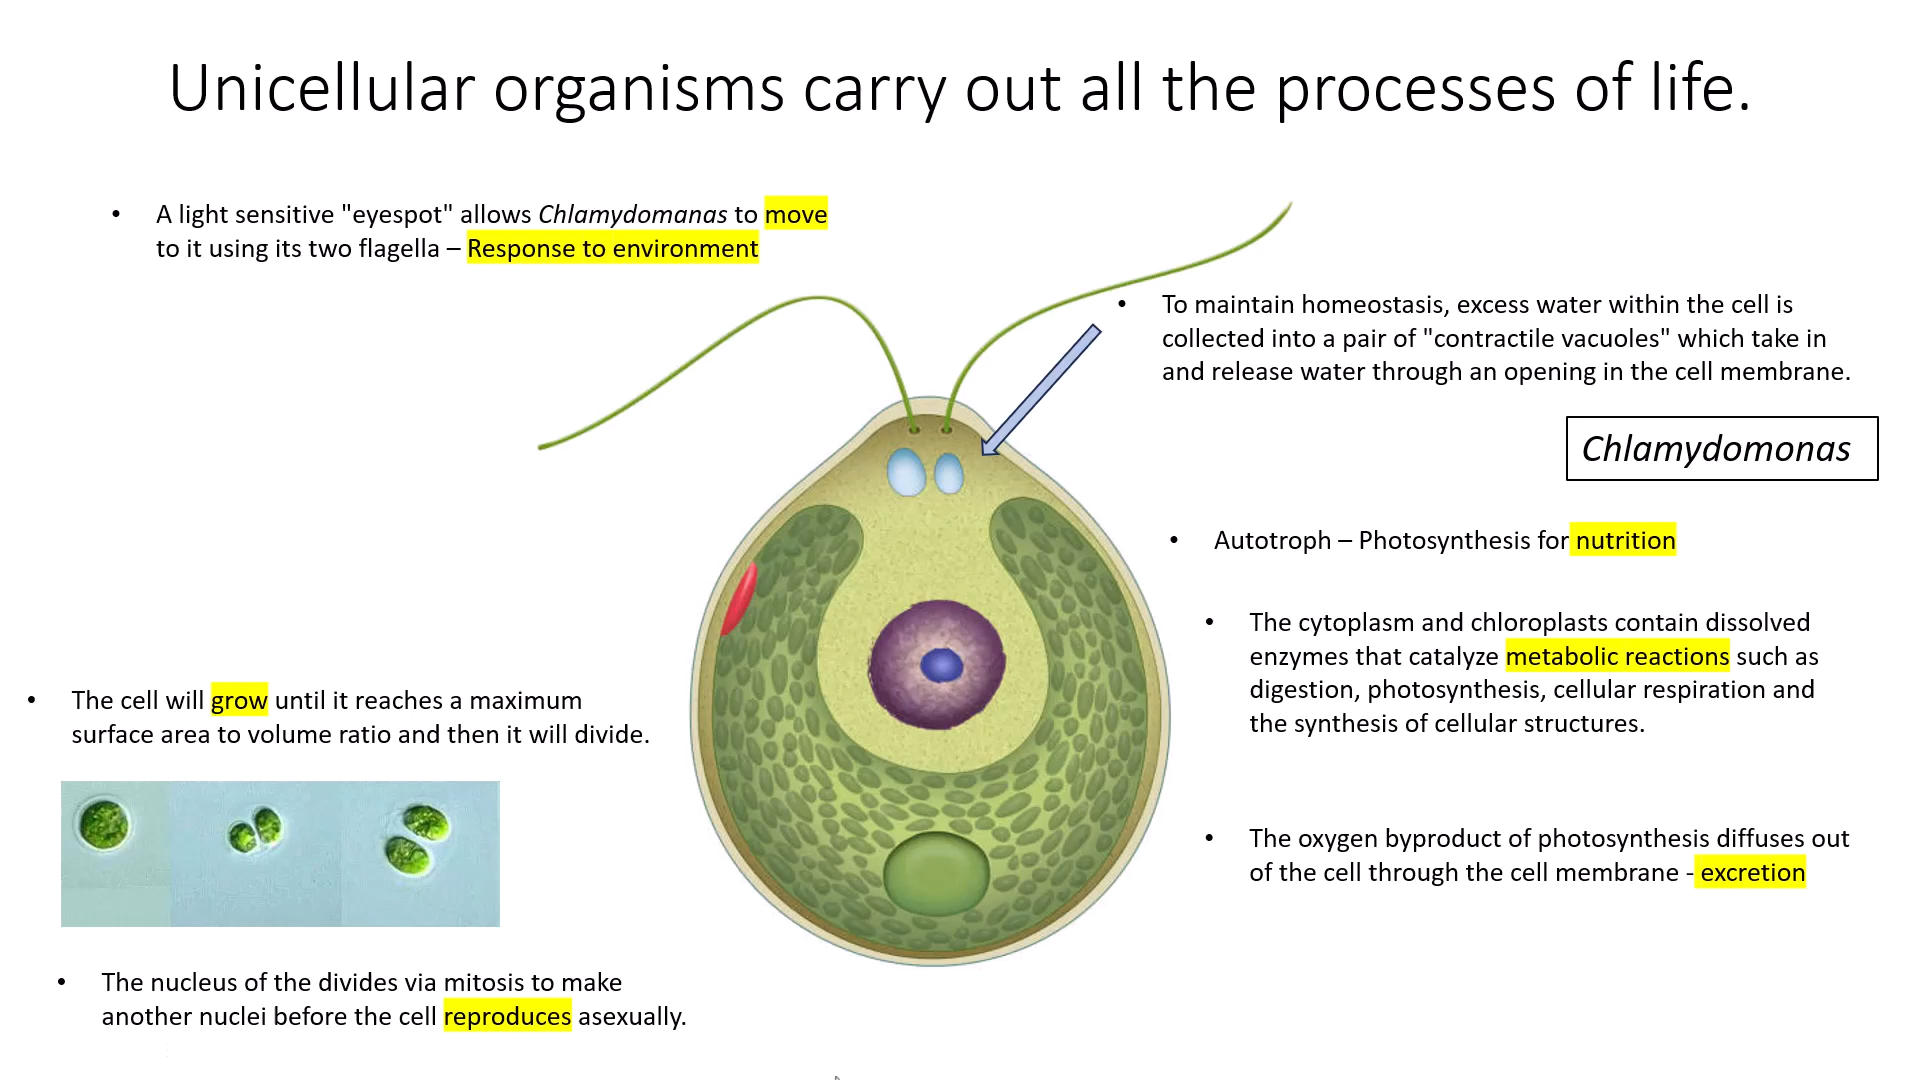 Unicellular organisms carry out all the processes of life.
• A light sensitive "eyespot" allows Chlamydomanas to move
to it using its two flagella – Response to environment
• To maintain homeostasis, excess water within the cell is
collected into a pair of "contractile vacuoles" which take in
and release water through an opening in the cell membrane.
Chlamydomonas
• Autotroph – Photosynthesis for nutrition
• The cytoplasm and chloroplasts contain dissolved
enzymes that catalyze metabolic reactions such as
digestion, photosynthesis, cellular respiration and
the synthesis of cellular structures.
• The cell will grow until it reaches a maximum
surface area to volume ratio and then it will divide.
• The oxygen byproduct of photosynthesis diffuses out
of the cell through the cell membrane - excretion
• The nucleus of the divides via mitosis to make
another nuclei before the cell reproduces asexually.